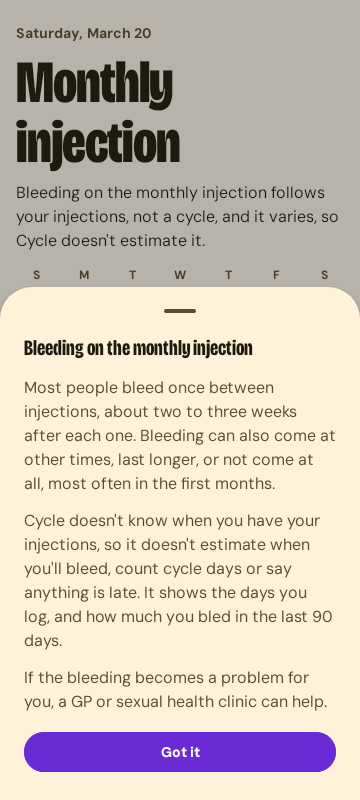 Saturday, March 20
Monthly
injection
Bleeding on the monthly injection follows
your injections, not a cycle, and it varies, so
Cycle doesn't estimate it.
S M T W T F S
Bleeding on the monthly injection
Most people bleed once between
injections, about two to three weeks
after each one. Bleeding can also come at
other times, last longer, or not come at
all, most often in the first months.
Cycle doesn't know when you have your
injections, so it doesn't estimate when
you'll bleed, count cycle days or say
anything is late. It shows the days you
log, and how much you bled in the last 90
days.
If the bleeding becomes a problem for
you, a GP or sexual health clinic can help.
Got it